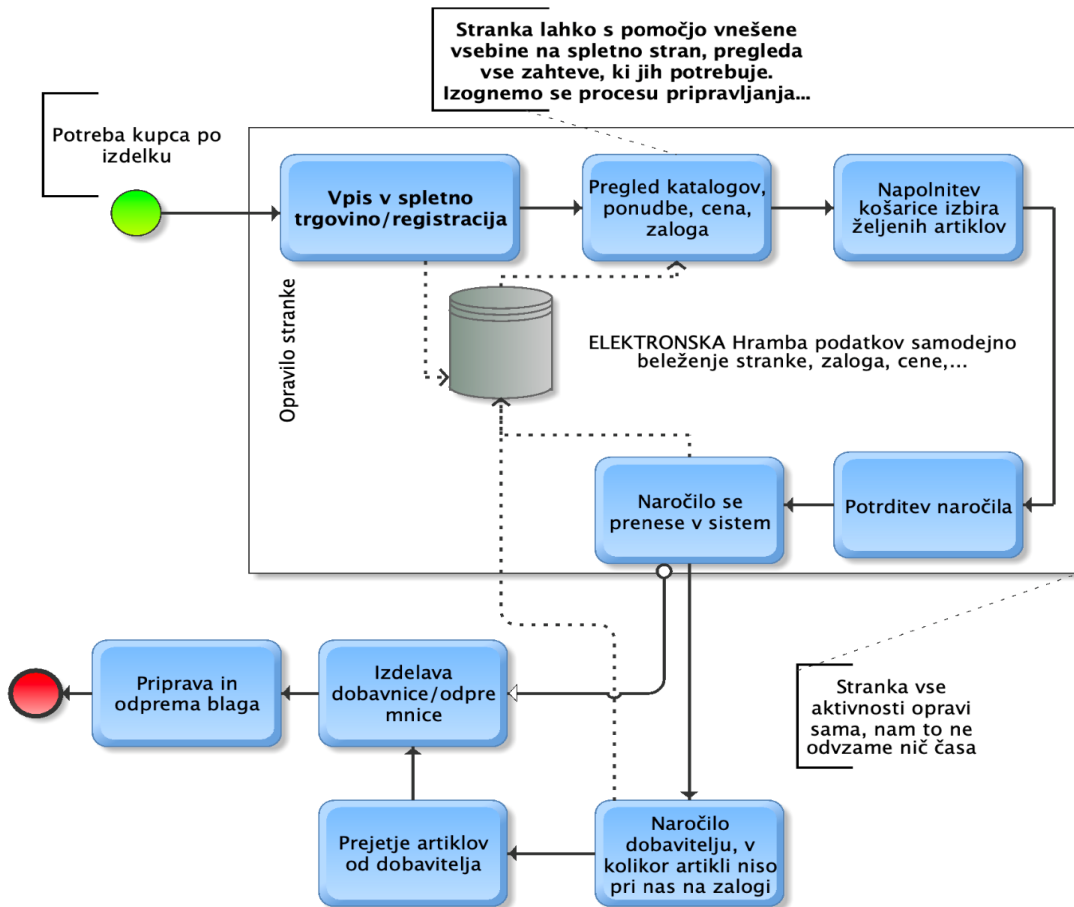 Stranka lahko s pomočjo vnešene
vsebine na spletno stran, pregleda
vse zahteve, ki jih potrebuje.
Izognemo se procesu pripravljanja...
Potreba kupca po
izdelku
Vpis v spletno
trgovino/registracija
Pregled katalogov,
ponudbe, cena,
zaloga
Napolnitev
košarice izbira
željenih artiklov
Opravilo stranke
ELEKTRONSKA Hramba podatkov samodejno
beleženje stranke, zaloga, cene,...
Naročilo se
prenese v sistem
Potrditev naročila
Priprava in
odprema blaga
Izdelava
dobavnice/odpre
mnice
Stranka vse
aktivnosti opravi
sama, nam to ne
odvzame nič časa
Prejetje artiklov
od dobavitelja
Naročilo
dobavitelju, v
kolikor artikli niso
pri nas na zalogi